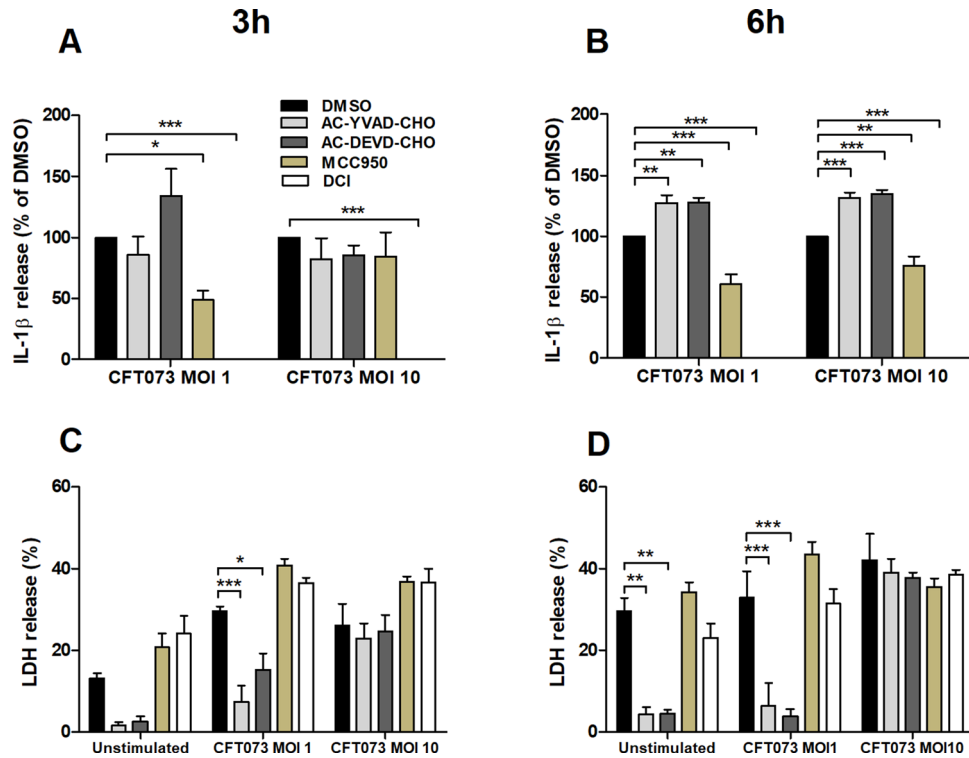 3h
6h
A
B
DMSO
AC-YVAD-CHO
AC-DEVD-CHO
MCC950
DCI
IL-1β release (% of DMSO)
200
150
100
50
0
***
*
***
CFT073 MOI 1
CFT073 MOI 10
IL-1β release (% of DMSO)
200
150
100
50
0
***
***
**
**
***
**
***
***
CFT073 MOI 1
CFT073 MOI 10
C
D
LDH release (%)
60
40
20
0
*
***
Unstimulated
CFT073 MOI 1
CFT073 MOI 10
LDH release (%)
60
40
20
0
**
**
***
***
Unstimulated
CFT073 MOI1
CFT073 MOI10